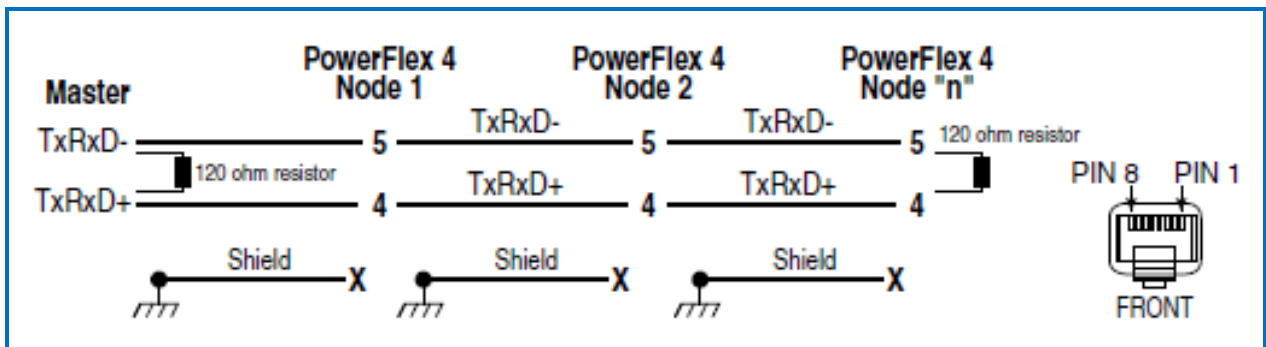 PowerFlex 4 PowerFlex 4 PowerFlex 4
Master Node 1 Node 2 Node "n"
TxRxD- 5 TxRxD- 5 TxRxD- 5 120 ohm resistor
120 ohm resistor PIN 8 PIN 1
TxRxD+ 4 TxRxD+ 4 TxRxD+ 4
Shield X Shield X Shield X
FRONT